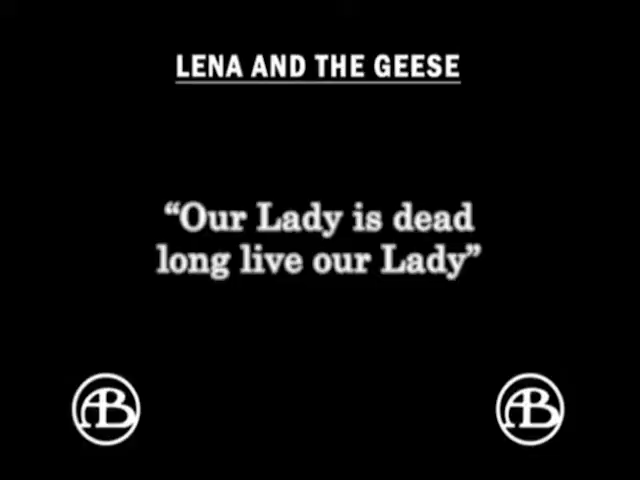 LENA AND THE GEESE
“Our Lady is dead
long live our Lady”
AB
AB